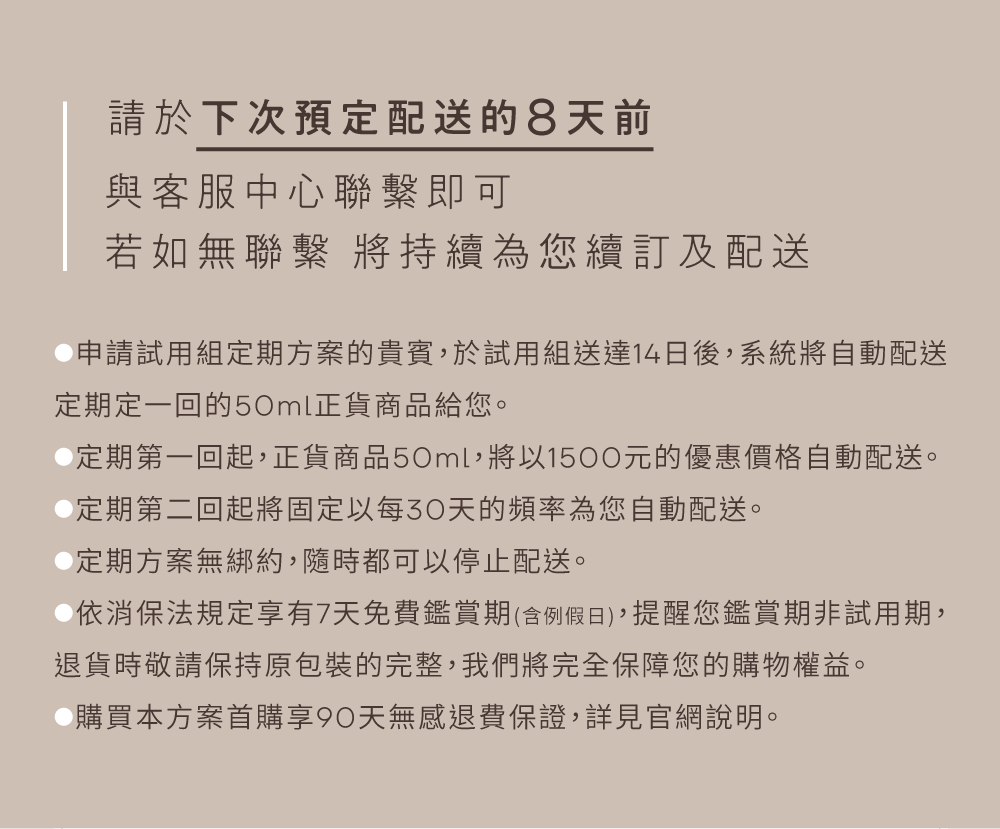 請於下次預定配送的8天前
與客服中心聯繫即可
若如無聯繫 將持續為您續訂及配送
●申請試用組定期方案的貴賓，於試用組送達14日後，系統將自動配送
定期定一回的50ml正貨商品給您。
●定期第一回起，正貨商品50ml，將以1500元的優惠價格自動配送。
●定期第二回起將固定以每30天的頻率為您自動配送。
●定期方案無綁約，隨時都可以停止配送。
●依消保法規定享有7天免費鑑賞期(含例假日)，提醒您鑑賞期非試用期，
退貨時敬請保持原包裝的完整，我們將完全保障您的購物權益。
●購買本方案首購享90天無感退費保證，詳見官網說明。